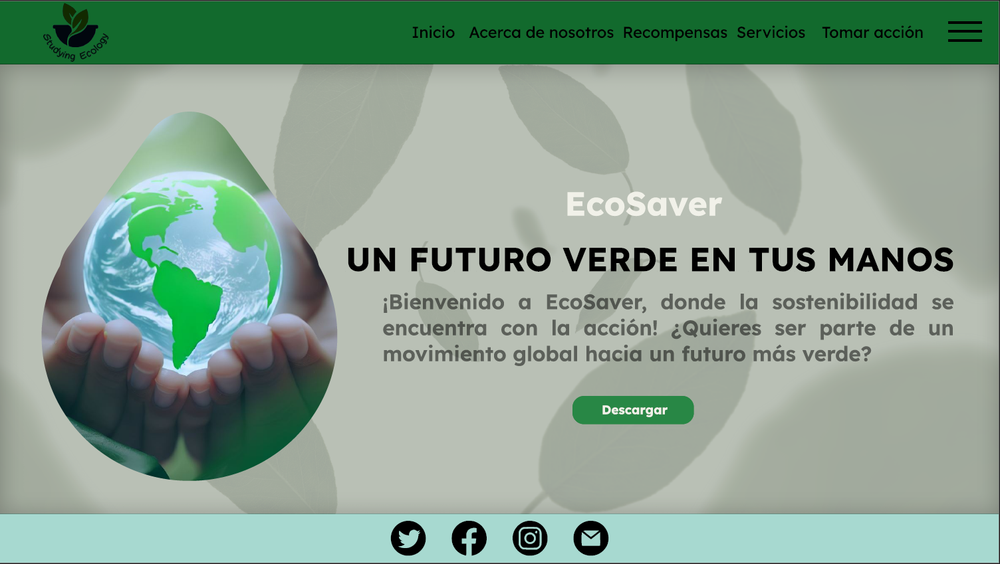 Studying Ecology
Inicio Acerca de nosotros Recompensas Servicios Tomar acción
EcoSaver
UN FUTURO VERDE EN TUS MANOS
¡Bienvenido a EcoSaver, donde la sostenibilidad se
encuentra con la acción! ¿Quieres ser parte de un
movimiento global hacia un futuro más verde?
Descargar